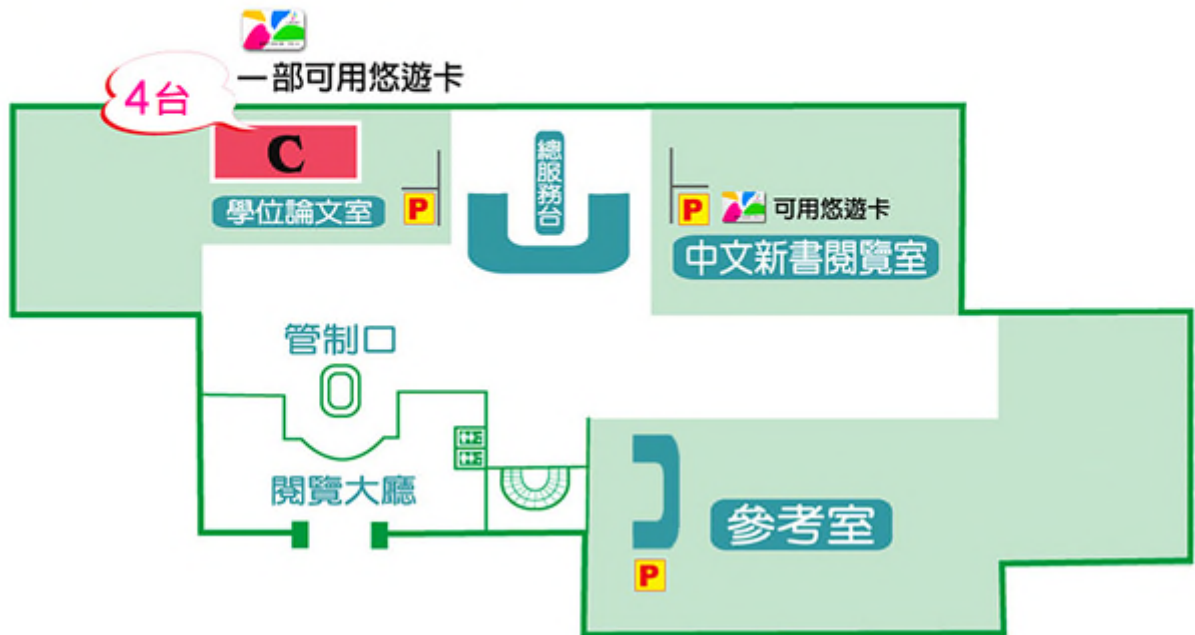 一部可用悠遊卡
4台
C
總服務台
學位論文室
P
P
可用悠遊卡
中文新書閱覽室
管制口
閱覽大廳
參考室
P